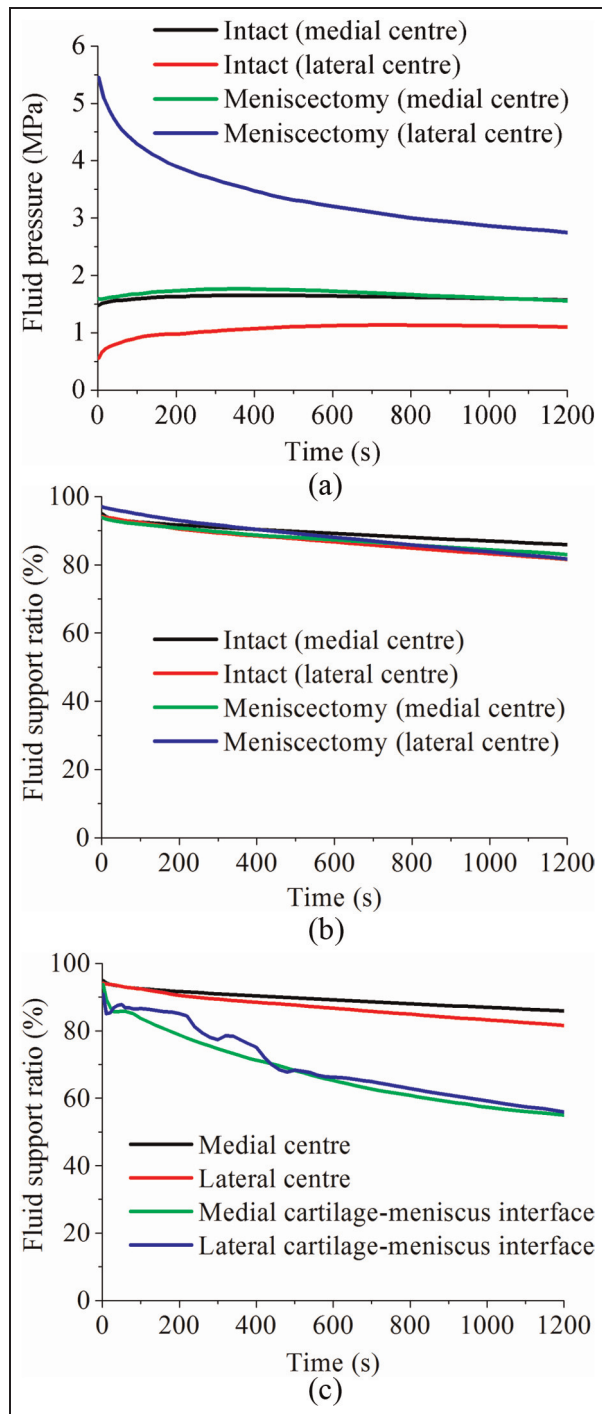 Intact (medial centre)
Intact (lateral centre)
Meniscectomy (medial centre)
Meniscectomy (lateral centre)
Fluid pressure (MPa)
6
5
4
3
2
1
0
0 200 400 600 800 1000 1200
Time (s)
(a)
Fluid support ratio (%)
100
80
60
40
20
0
Intact (medial centre)
Intact (lateral centre)
Meniscectomy (medial centre)
Meniscectomy (lateral centre)
0 200 400 600 800 1000 1200
Time (s)
(b)
Fluid support ratio (%)
100
80
60
40
20
0
Medial centre
Lateral centre
Medial cartilage-meniscus interface
Lateral cartilage-meniscus interface
0 200 400 600 800 1000 1200
Time (s)
(c)